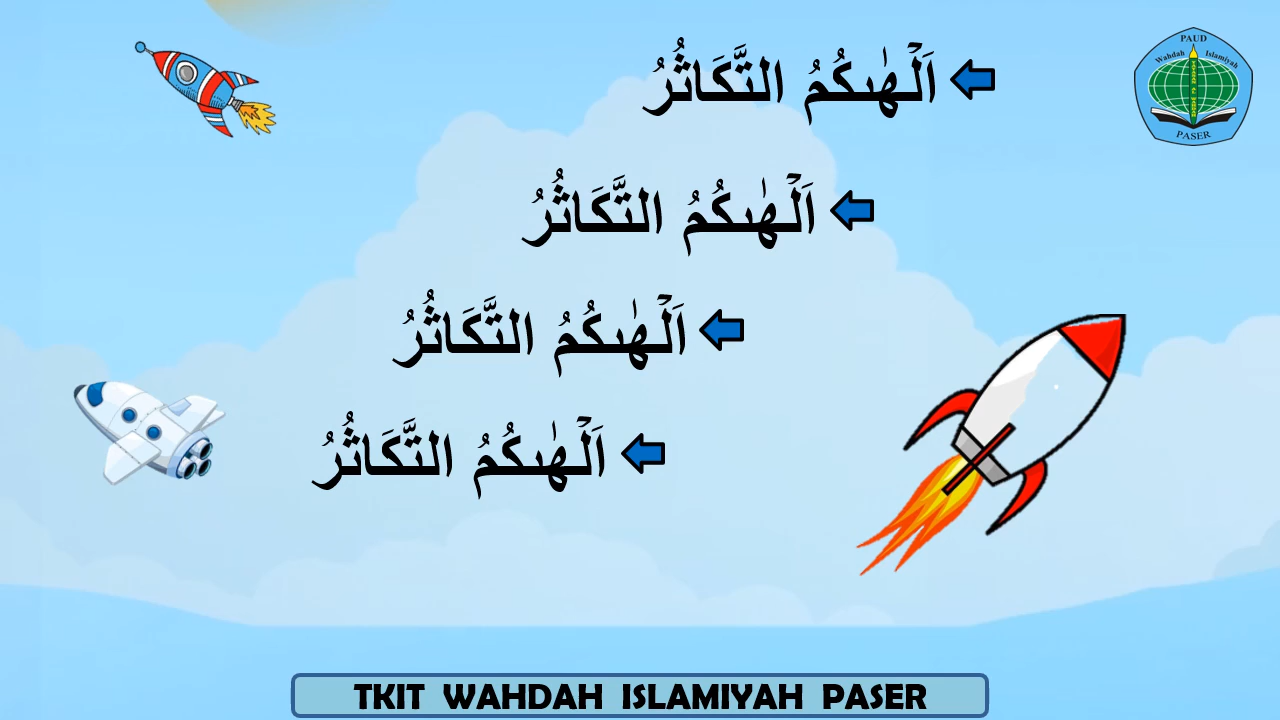 اَلْهٰىكُمُ التَّكَاثُرُ
PAUD
Wahdah Islamiyah
PASER
اَلْهٰىكُمُ التَّكَاثُرُ
اَلْهٰىكُمُ التَّكَاثُرُ
اَلْهٰىكُمُ التَّكَاثُرُ
TKIT WAHDAH ISLAMIYAH PASER